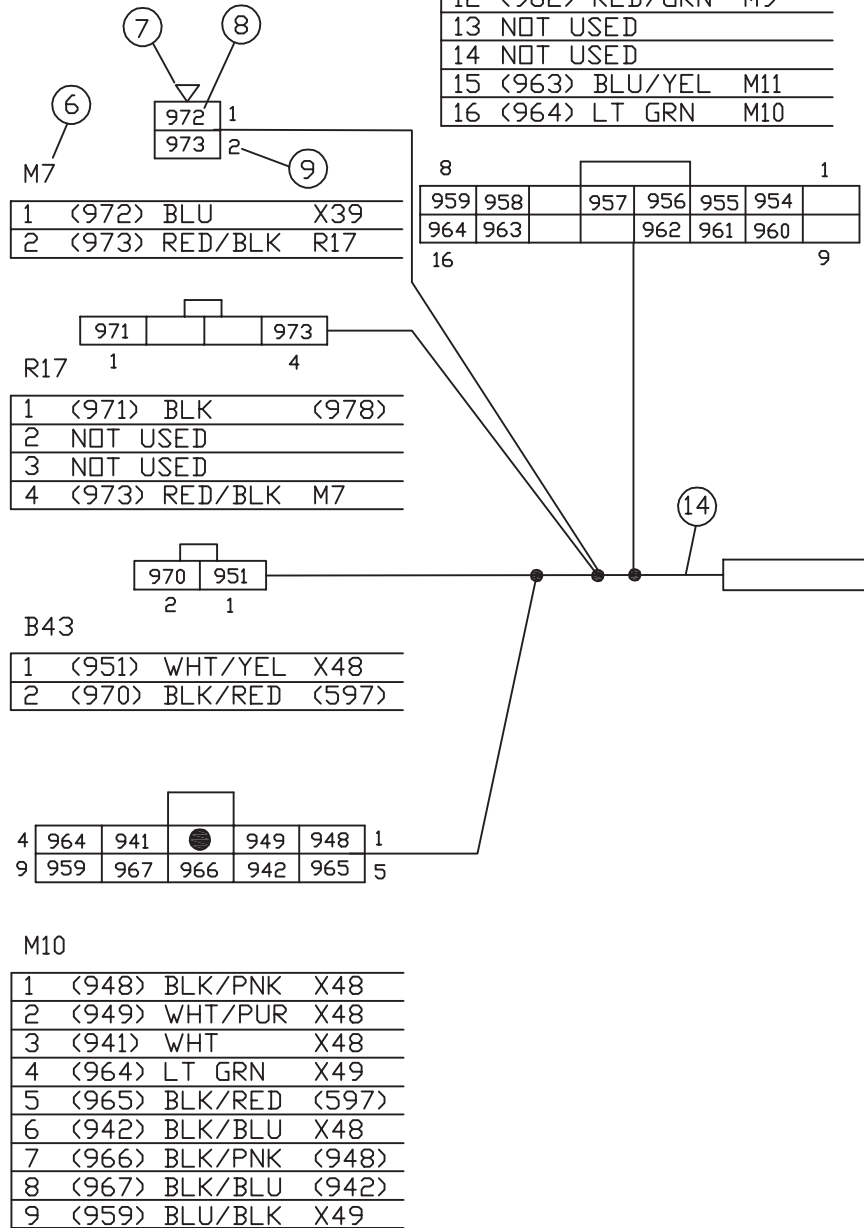 12 (962) RED/GRN M9
13 NOT USED
14 NOT USED
15 (963) BLU/YEL M11
16 (964) LT GRN M10
7
8
6
972 1
973 2
9
M7
1 (972) BLU X39
2 (973) RED/BLK R17
8 1
959 958 957 956 955 954
964 963 962 961 960
16 9
971 973
1 4
R17
1 (971) BLK (978)
2 NOT USED
3 NOT USED
4 (973) RED/BLK M7
14
970 951
2 1
B43
1 (951) WHT/YEL X48
2 (970) BLK/RED (597)
4 964 941 949 948 1
9 959 967 966 942 965 5
M10
1 (948) BLK/PNK X48
2 (949) WHT/PUR X48
3 (941) WHT X48
4 (964) LT GRN X49
5 (965) BLK/RED (597)
6 (942) BLK/BLU X48
7 (966) BLK/PNK (948)
8 (967) BLK/BLU (942)
9 (959) BLU/BLK X49